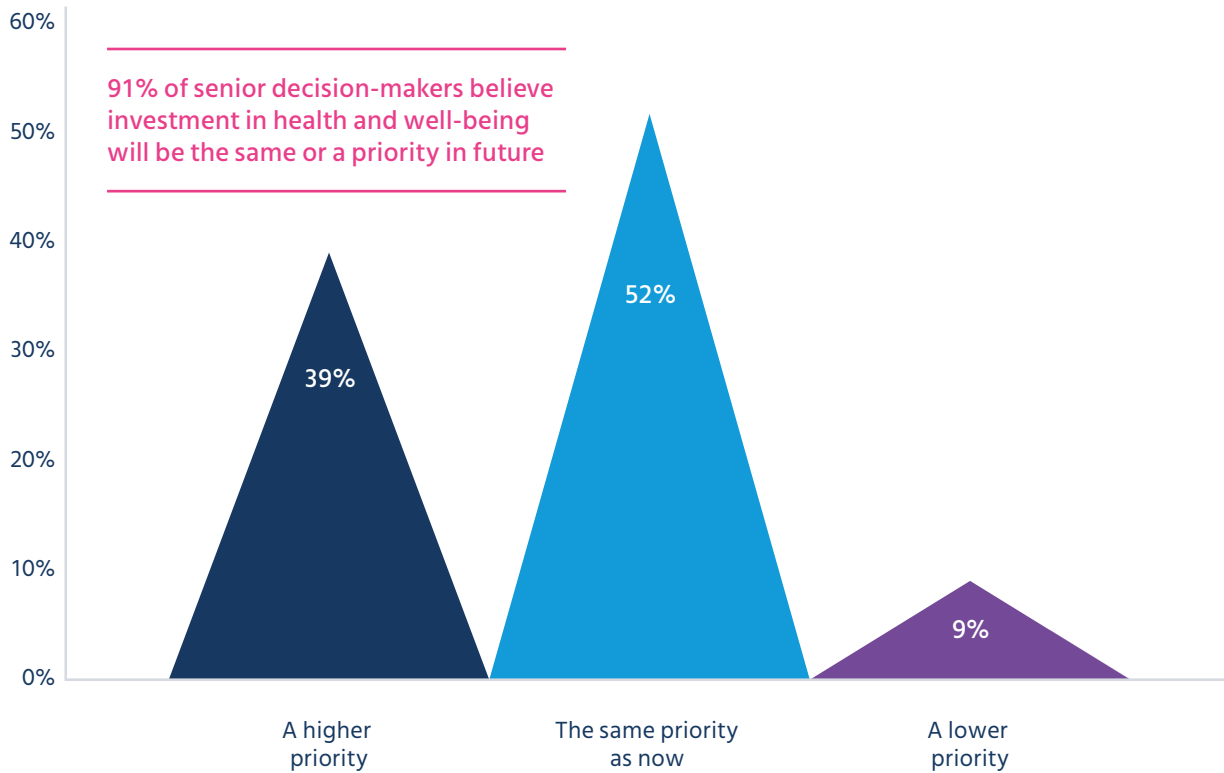 60%
91% of senior decision-makers believe
investment in health and well-being
will be the same or a priority in future
50%
40%
30%
20%
10%
0%
39%
52%
9%
A higher
priority
The same priority
as now
A lower
priority